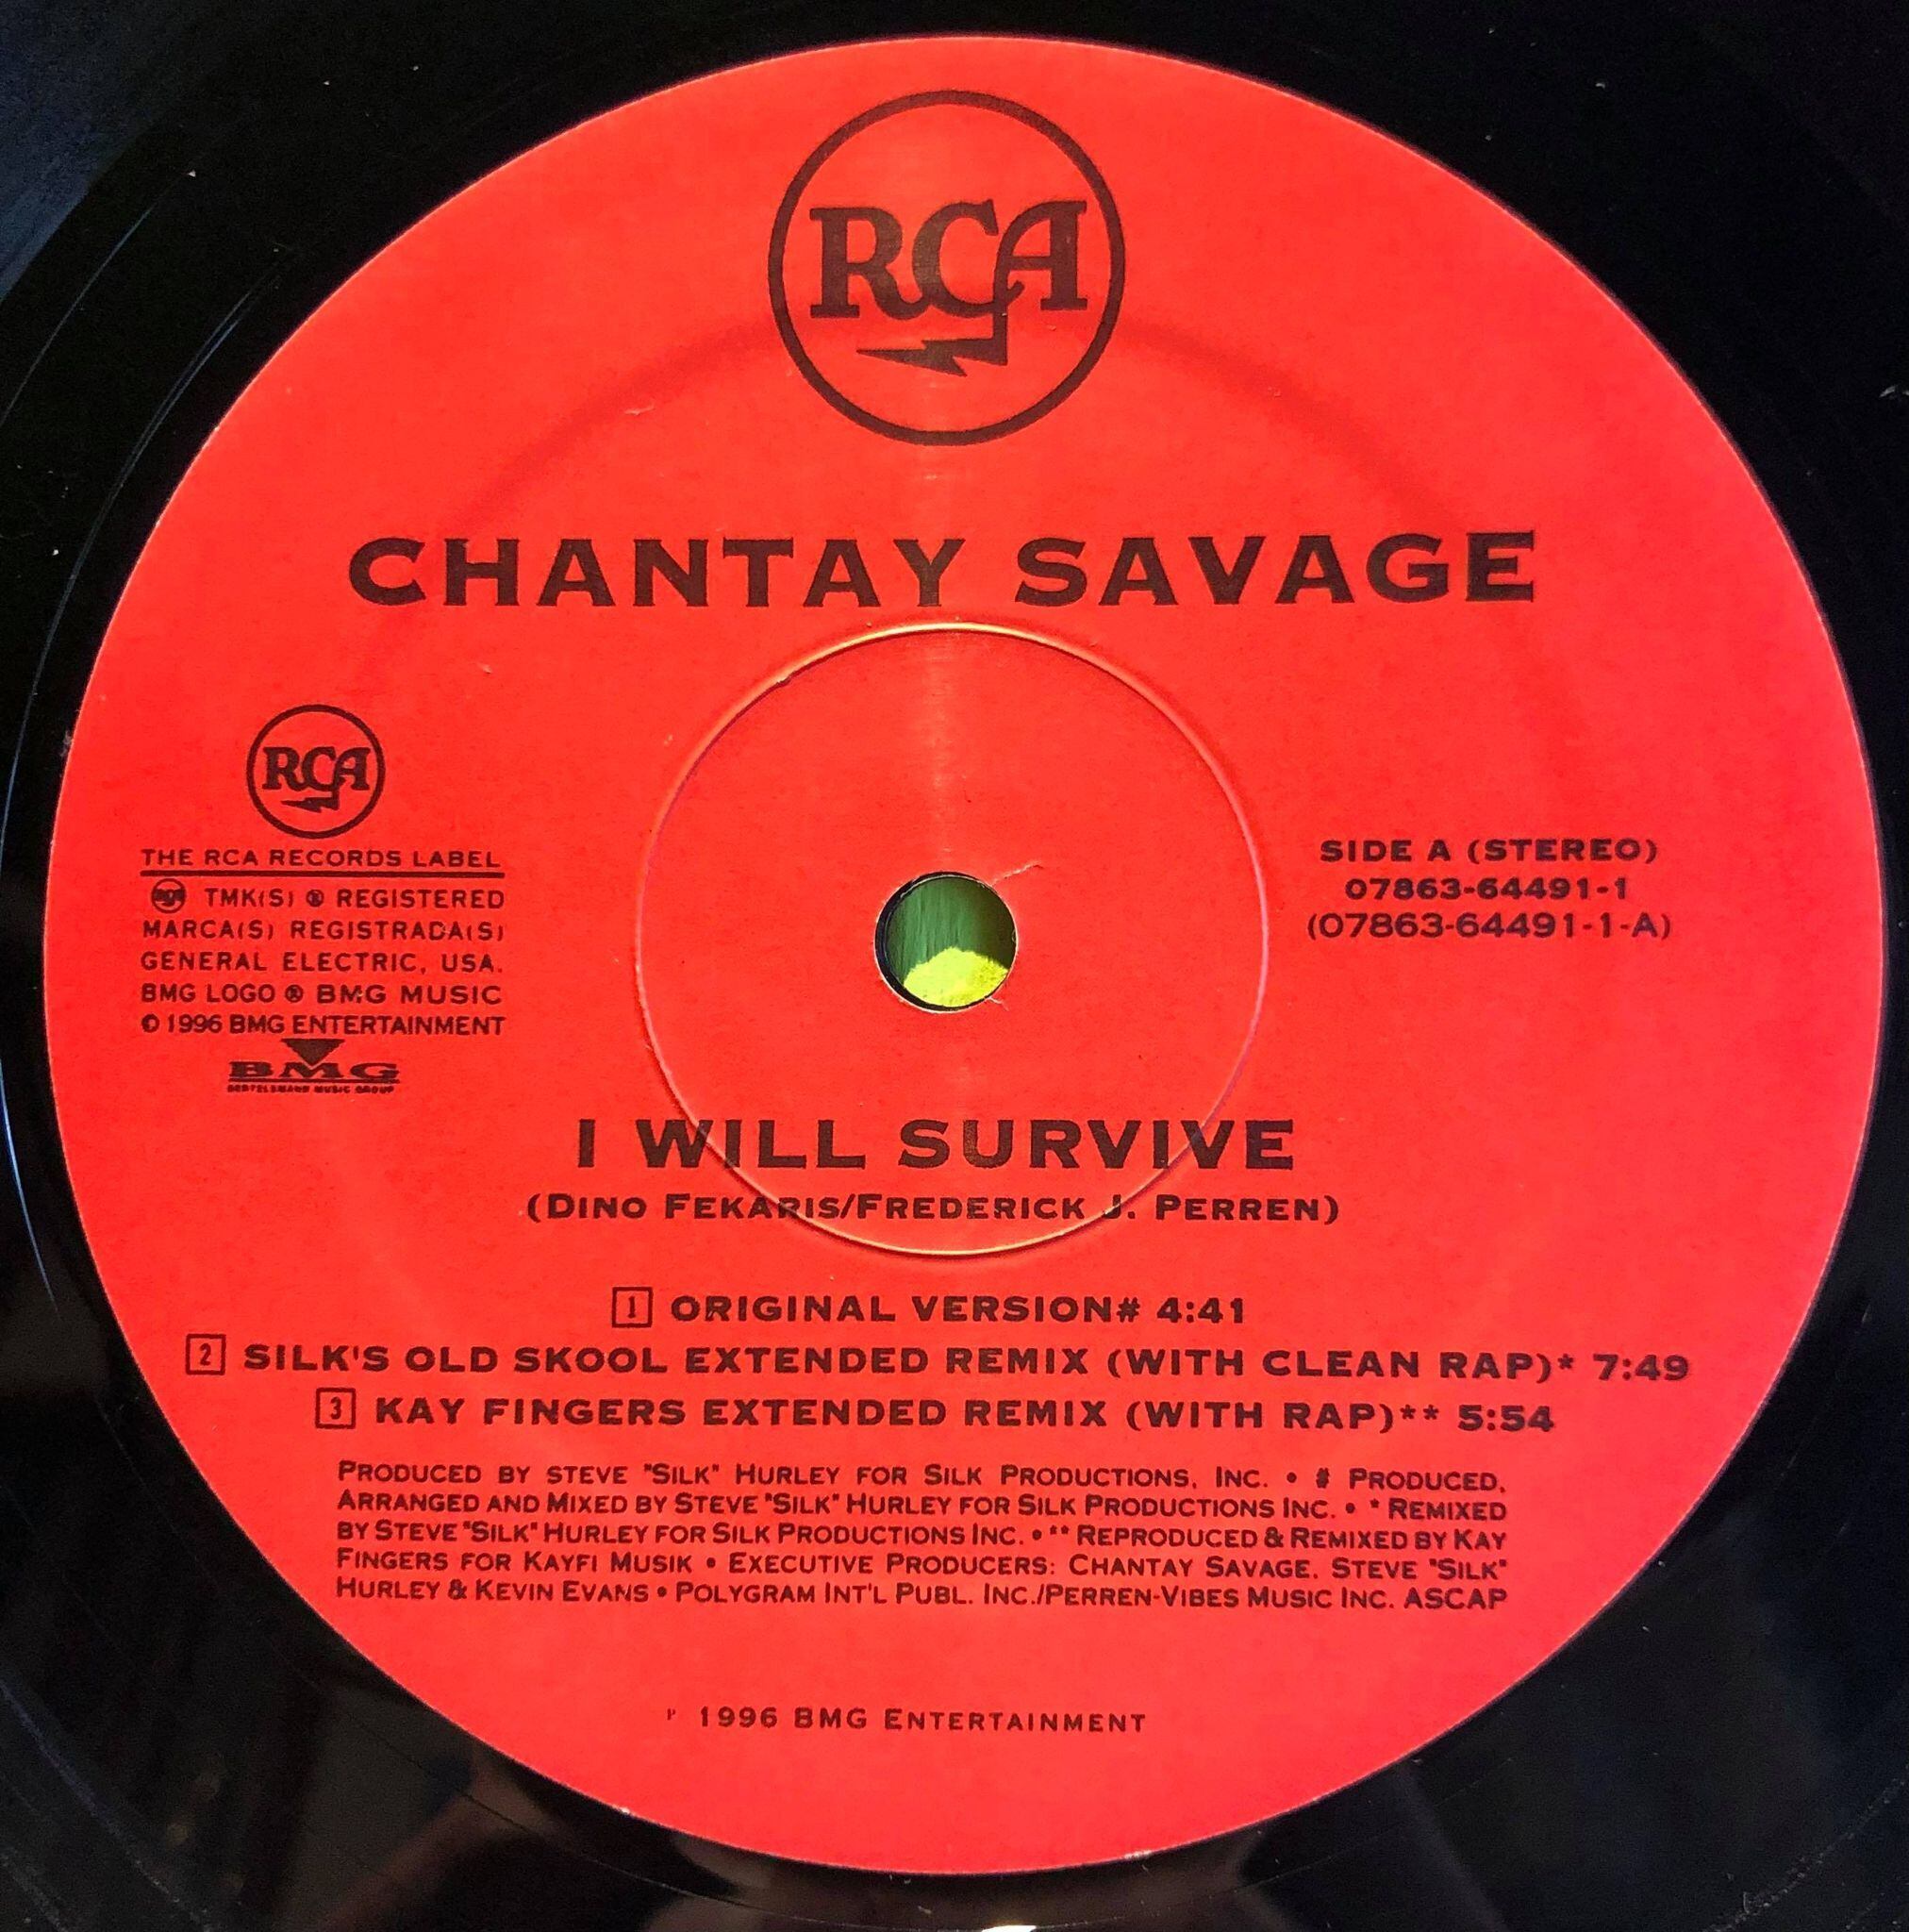 RCA
CHANTAY SAVAGE
RCA
THE RCA RECORDS LABEL
RCA TMK(S) ® REGISTERED
MARCA(S) REGISTRADA(S)
GENERAL ELECTRIC, USA.
BMG LOGO ® BMG MUSIC
© 1996 BMG ENTERTAINMENT
BMG
BERTELSMANN MUSIC GROUP
SIDE A (STEREO)
07863-64491-1
(07863-64491-1-A)
I WILL SURVIVE
(DINO FEKARIS/FREDERICK J. PERREN)
1 ORIGINAL VERSION# 4:41
2 SILK'S OLD SKOOL EXTENDED REMIX (WITH CLEAN RAP)* 7:49
3 KAY FINGERS EXTENDED REMIX (WITH RAP)** 5:54
PRODUCED BY STEVE "SILK" HURLEY FOR SILK PRODUCTIONS, INC. • # PRODUCED,
ARRANGED AND MIXED BY STEVE "SILK" HURLEY FOR SILK PRODUCTIONS INC. • * REMIXED
BY STEVE "SILK" HURLEY FOR SILK PRODUCTIONS INC. • ** REPRODUCED & REMIXED BY KAY
FINGERS FOR KAYFI MUSIK • EXECUTIVE PRODUCERS: CHANTAY SAVAGE, STEVE "SILK"
HURLEY & KEVIN EVANS • POLYGRAM INT'L PUBL. INC./PERREN-VIBES MUSIC INC. ASCAP
P 1996 BMG ENTERTAINMENT